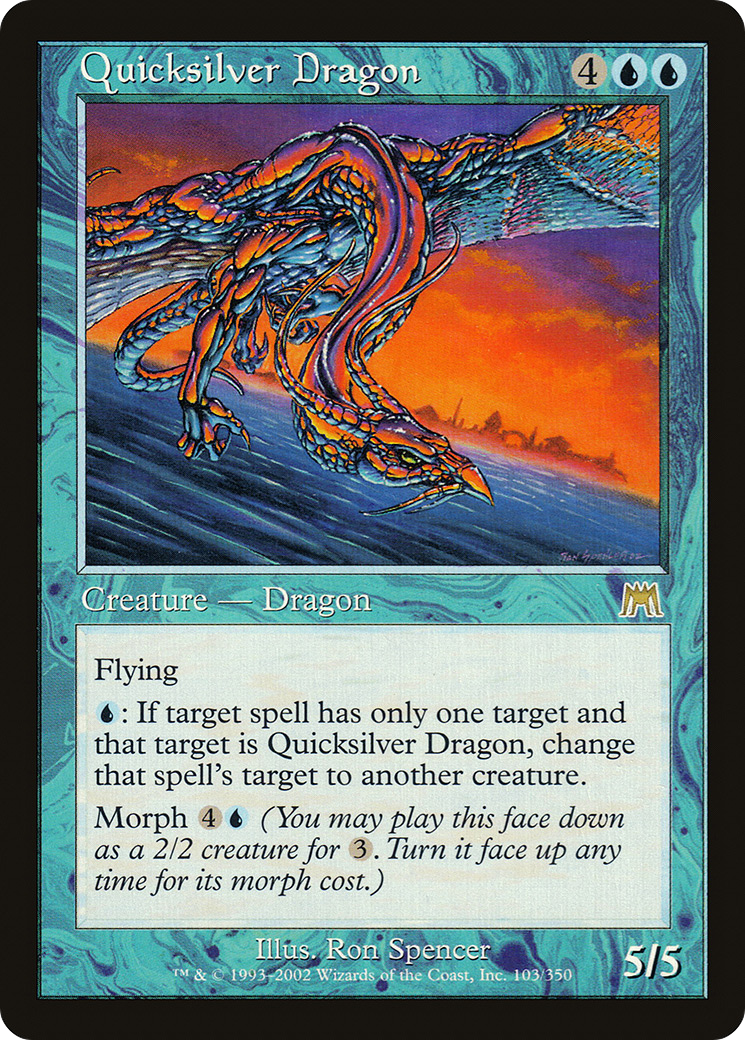 Quicksilver Dragon
4
Creature — Dragon
Flying
: If target spell has only one target and
that target is Quicksilver Dragon, change
that spell's target to another creature.
Morph 4 (You may play this face down
as a 2/2 creature for 3. Turn it face up any
time for its morph cost.)
Illus. Ron Spencer
™ & © 1993–2002 Wizards of the Coast, Inc. 103/350
5/5